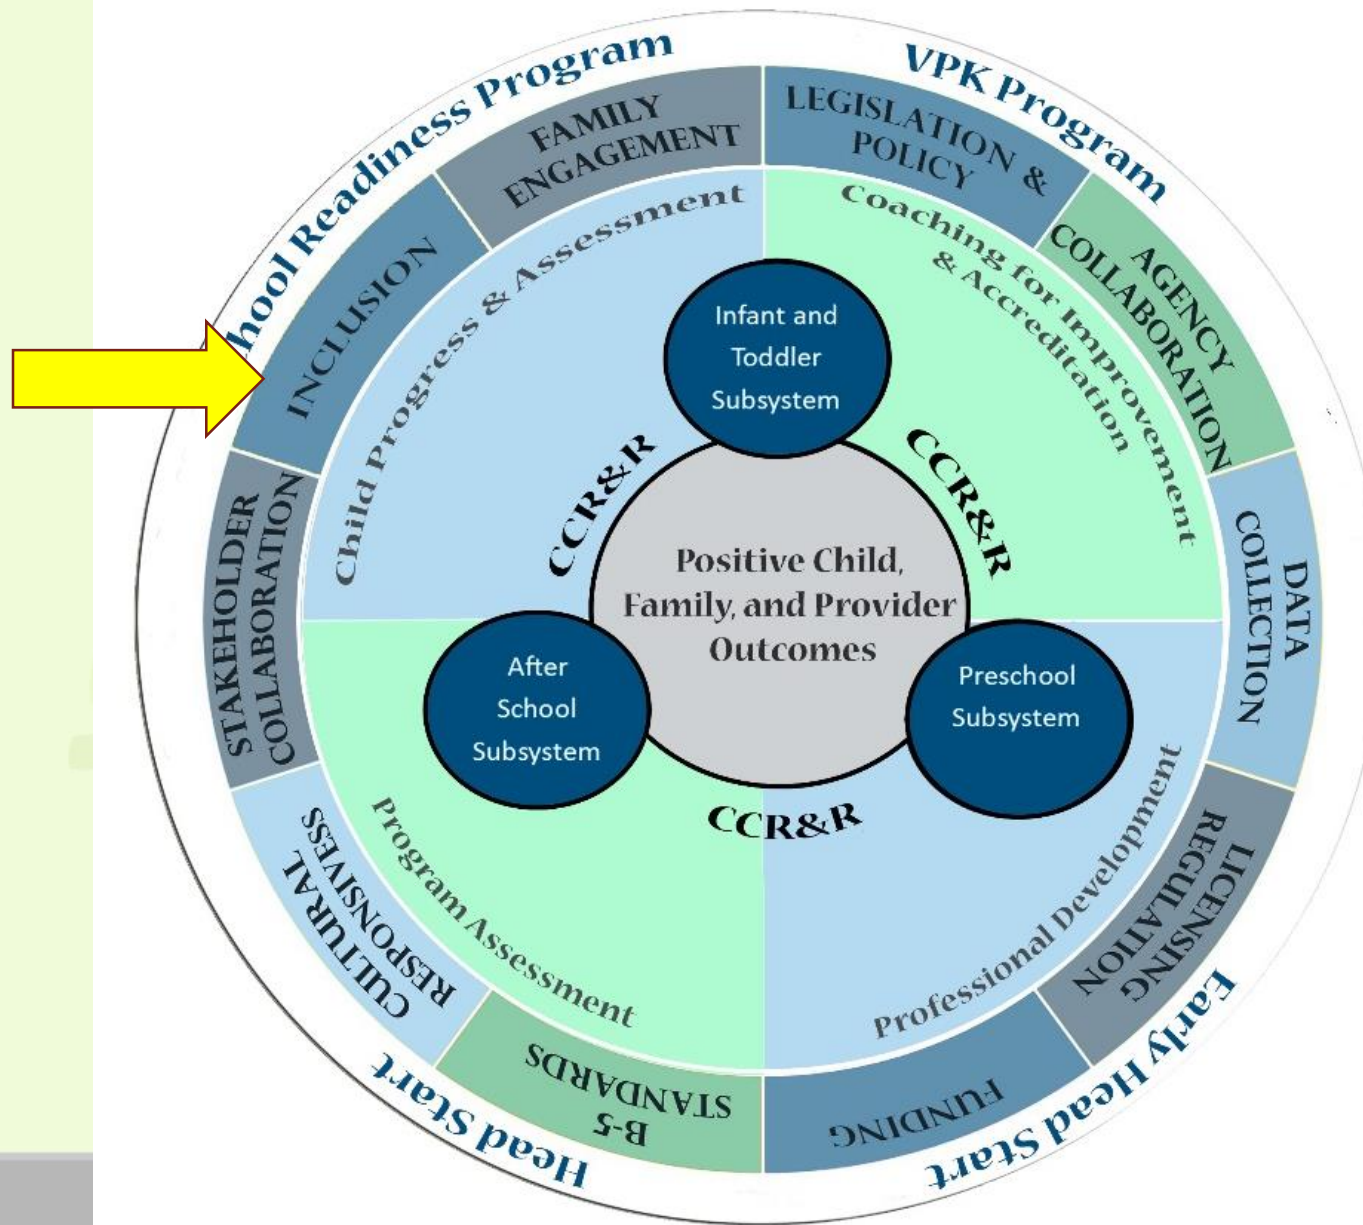 School Readiness Program
VPK Program
FAMILY
ENGAGEMENT
LEGISLATION &
POLICY
AGENCY
COLLABORATION
INCLUSION
Child Progress & Assessment
Coaching for Improvement
& Accreditation
Infant and
Toddler
Subsystem
CCR&R
CCR&R
STAKEHOLDER
COLLABORATION
DATA
COLLECTION
Positive Child,
Family, and Provider
Outcomes
After
School
Subsystem
Preschool
Subsystem
CCR&R
Program Assessment
Professional Development
CULTURAL
RESPONSIVESS
LICENSING
REGULATION
B-5
STANDARDS
FUNDING
Head Start
Early Head Start